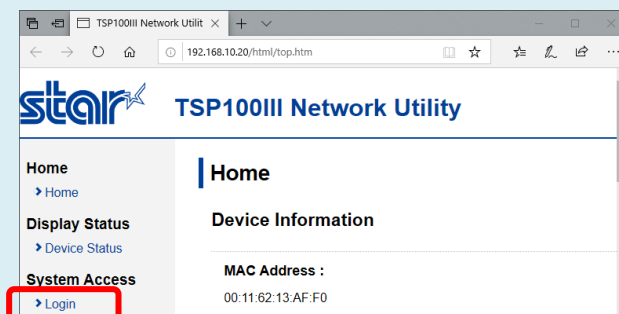 TSP100III Network Utilit
192.168.10.20/html/top.htm
star
TSP100III Network Utility
Home
Home
Display Status
Device Status
System Access
Login
Home
Device Information
MAC Address :
00:11:62:13:AF:F0